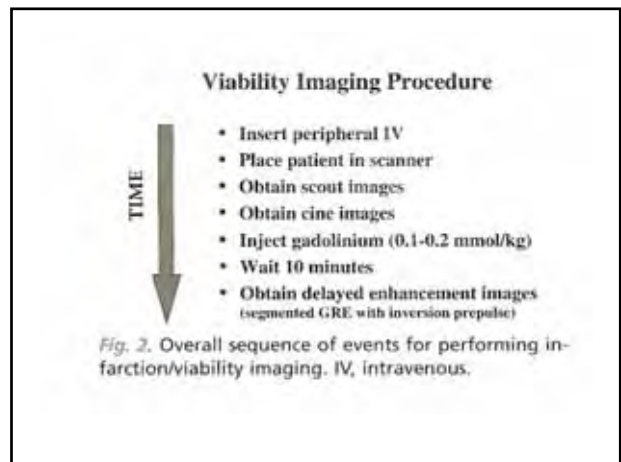 Viability Imaging Procedure
TIME
• Insert peripheral IV
• Place patient in scanner
• Obtain scout images
• Obtain cine images
• Inject gadolinium (0.1-0.2 mmol/kg)
• Wait 10 minutes
• Obtain delayed enhancement images
(segmented GRE with inversion prepulse)
Fig. 2. Overall sequence of events for performing in-
farction/viability imaging. IV, intravenous.